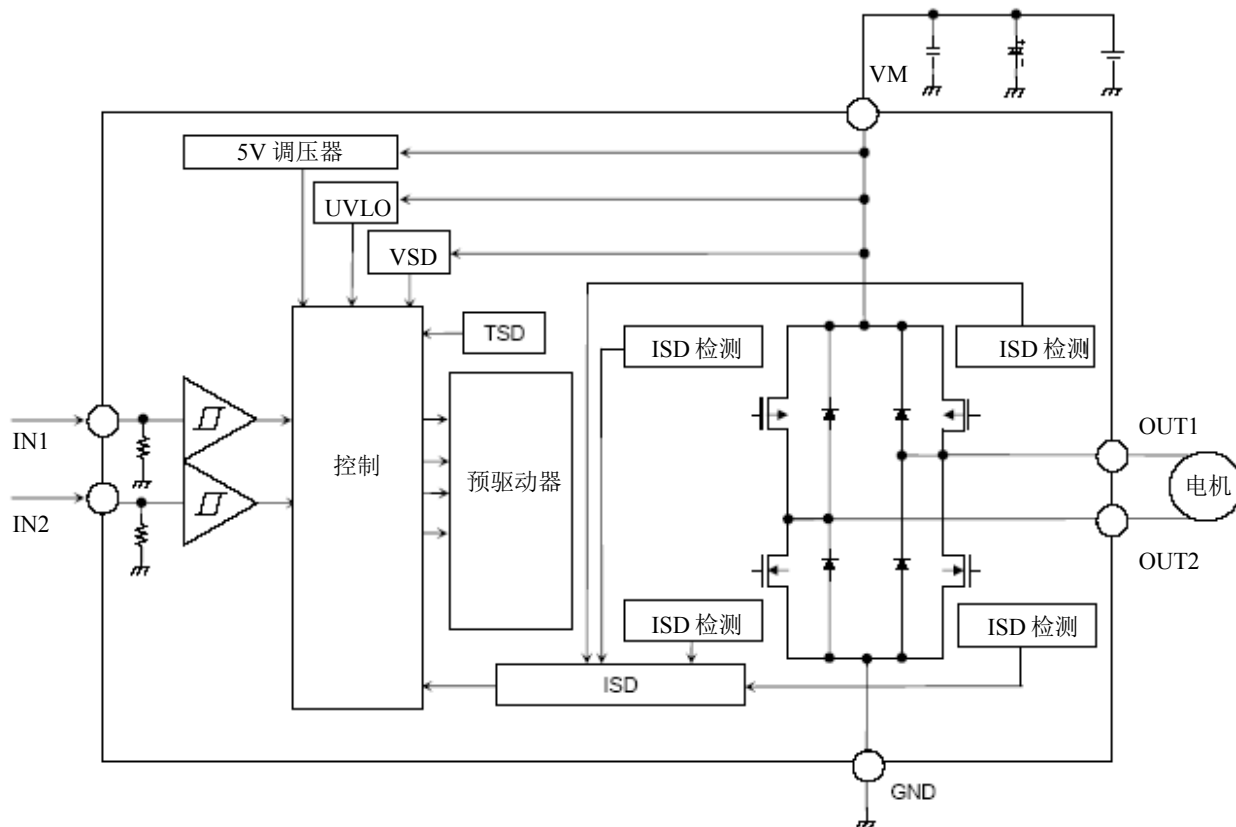 VM
5V 调压器
UVLO
VSD
TSD
ISD 检测
ISD 检测
IN1
控制
预驱动器
OUT1
电机
IN2
OUT2
ISD 检测
ISD 检测
ISD
GND